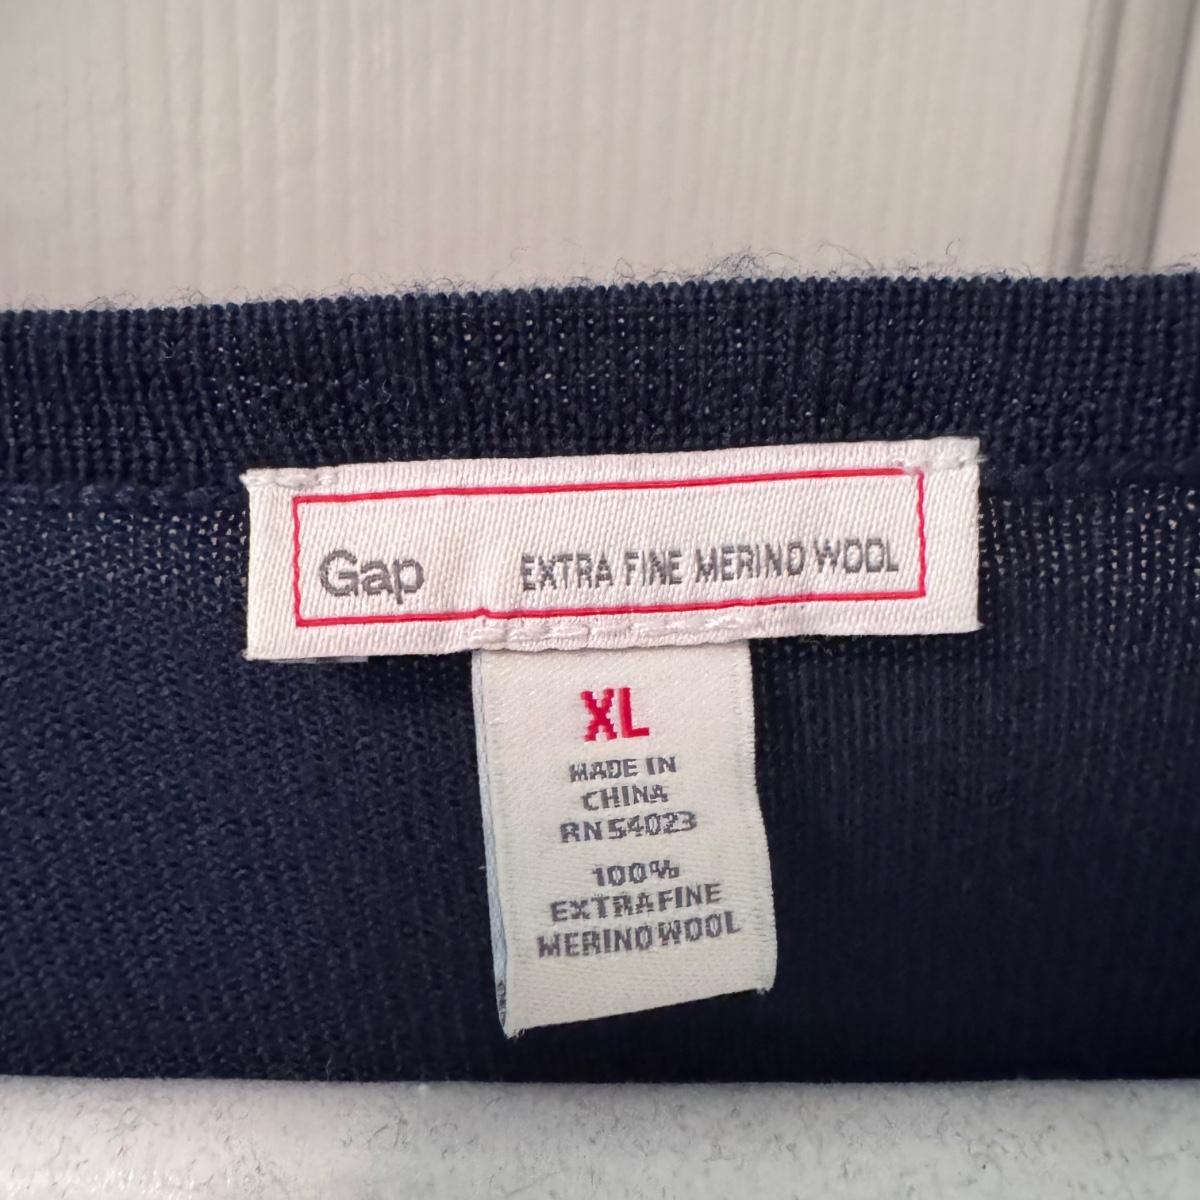 Gap EXTRA FINE MERINO WOOL
XL
MADE IN
CHINA
RN 54023
100%
EXTRAFINE
MERINO WOOL